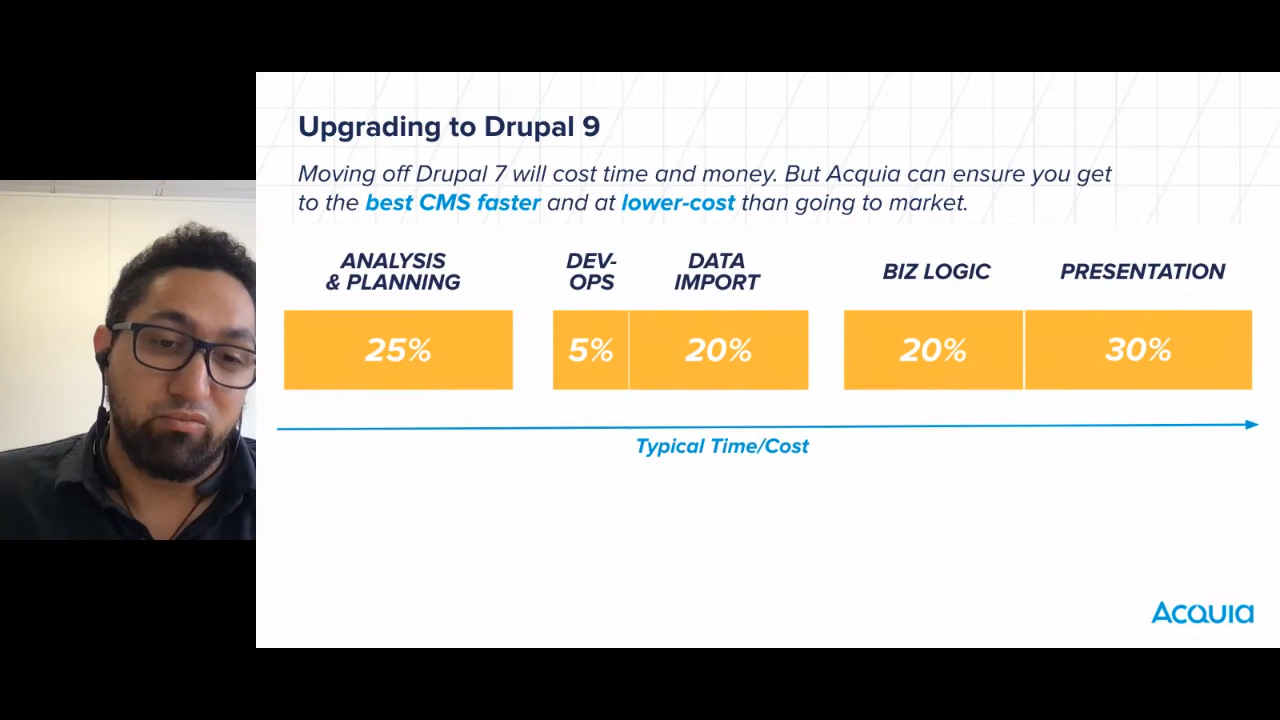 Upgrading to Drupal 9
Moving off Drupal 7 will cost time and money. But Acquia can ensure you get
to the best CMS faster and at lower-cost than going to market.
ANALYSIS
& PLANNING
DEV-
OPS
DATA
IMPORT
BIZ LOGIC
PRESENTATION
25%
5%
20%
20%
30%
Typical Time/Cost
ACQUIA